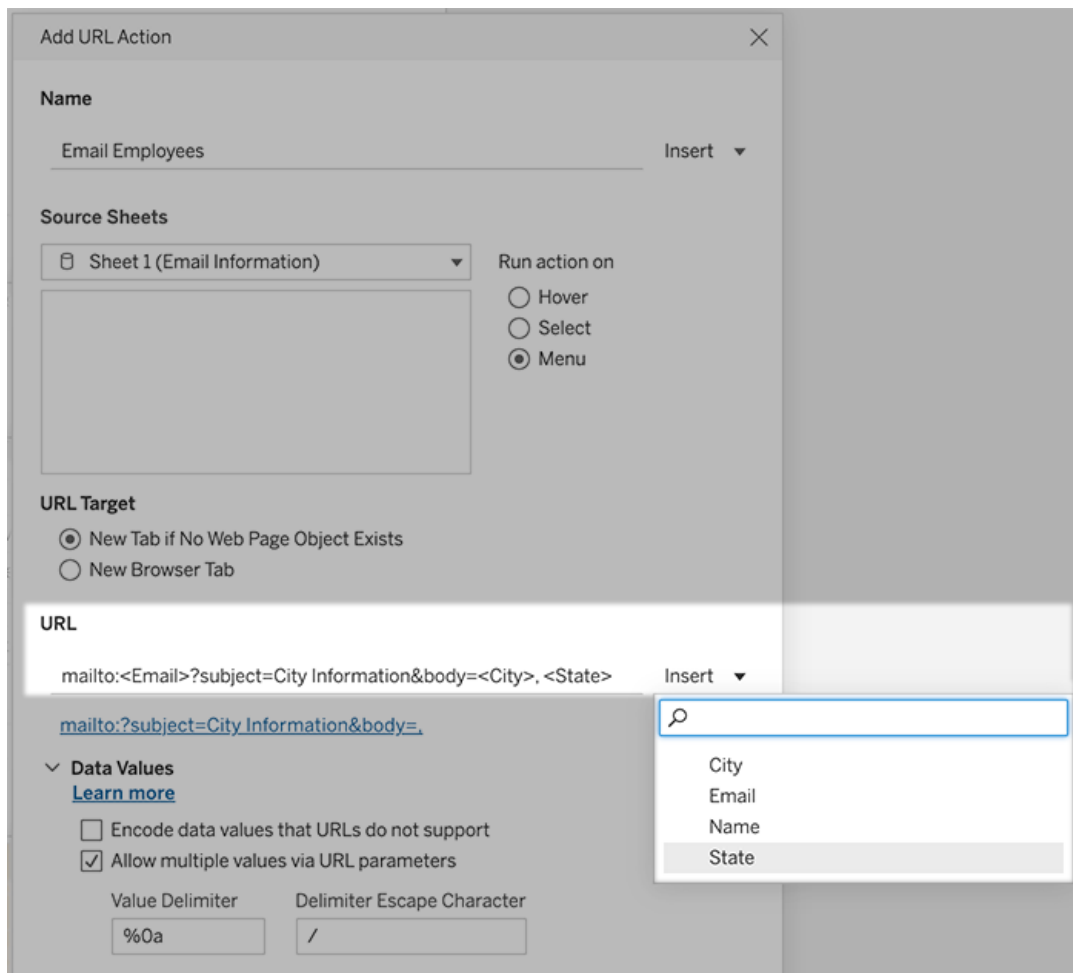 Add URL Action
Name
Email Employees Insert
Source Sheets
Sheet 1 (Email Information) Run action on
Hover
Select
Menu
URL Target
New Tab if No Web Page Object Exists
New Browser Tab
URL
mailto:<Email>?subject=City Information&body=<City>, <State> Insert
mailto:?subject=City Information&body=,
Data Values
Learn more
City
Email
Name
State
Encode data values that URLs do not support
Allow multiple values via URL parameters
Value Delimiter Delimiter Escape Character
%0a /